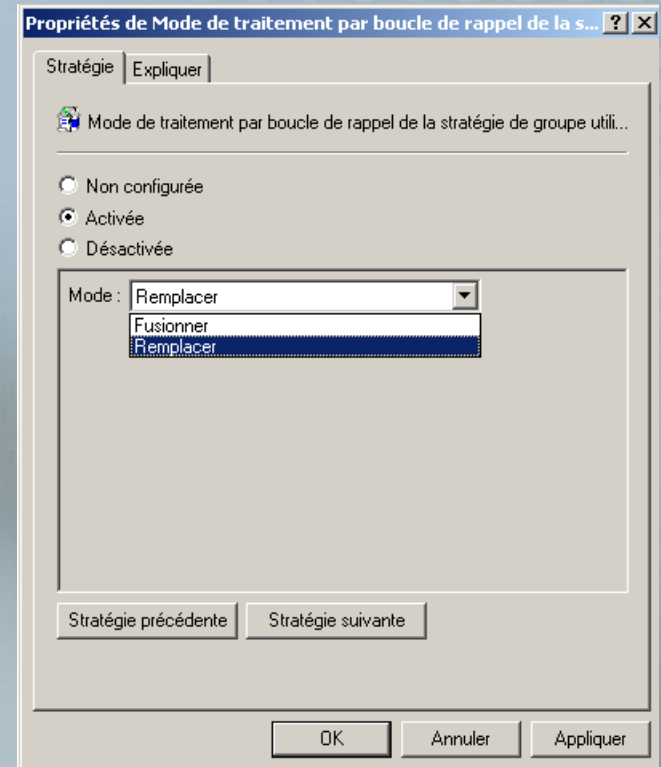 Propriétés de Mode de traitement par boucle de rappel de la s...
Stratégie
Expliquer
Mode de traitement par boucle de rappel de la stratégie de groupe utili...
Non configurée
Activée
Désactivée
Mode : Remplacer
Fusionner
Remplacer
Stratégie précédente
Stratégie suivante
OK
Annuler
Appliquer